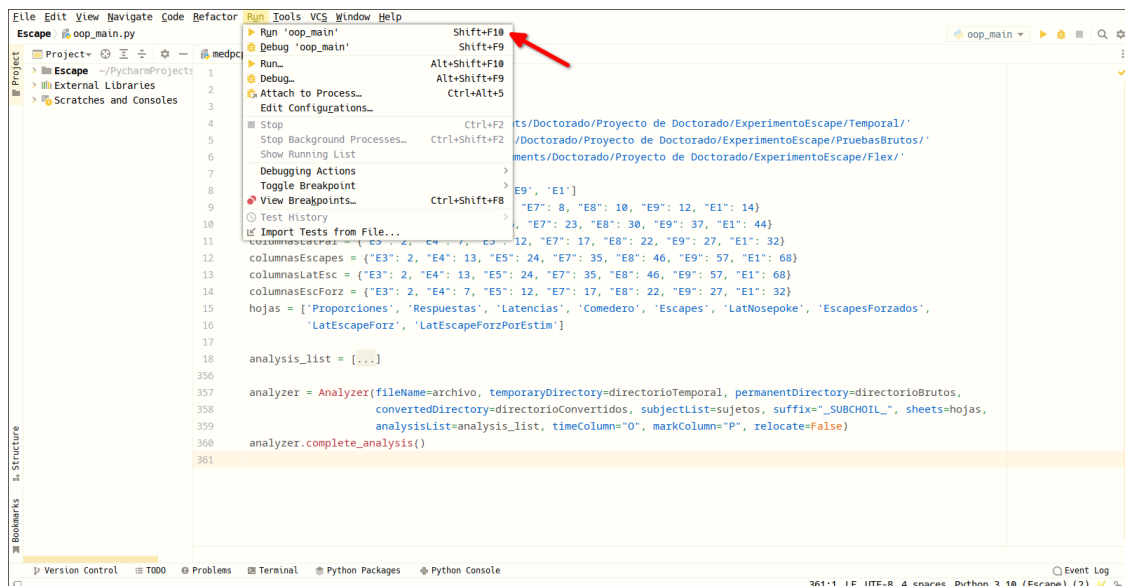 File Edit View Navigate Code Refactor Run Tools VCS Window Help
Escape oop_main.py
oop_main
Project
Project
Escape ~/PycharmProjects
External Libraries
Scratches and Consoles
medpc
Run 'oop_main' Shift+F10
Debug 'oop_main' Shift+F9
Run... Alt+Shift+F10
Debug... Alt+Shift+F9
Attach to Process... Ctrl+Alt+5
Edit Configurations...
Stop Ctrl+F2
Stop Background Processes... Ctrl+Shift+F2
Show Running List
Debugging Actions
Toggle Breakpoint
View Breakpoints... Ctrl+Shift+F8
Test History
Import Tests from File...
1
2
3
4 ts/Doctorado/Proyecto de Doctorado/ExperimentoEscape/Temporal/'
5 /Doctorado/Proyecto de Doctorado/ExperimentoEscape/PruebasBrutos/'
6 ments/Doctorado/Proyecto de Doctorado/ExperimentoEscape/Flex/'
7
8 E9', 'E1']
9 "E7": 8, "E8": 10, "E9": 12, "E1": 14}
10 , "E7": 23, "E8": 30, "E9": 37, "E1": 44}
11 columnasLatPal = {"E3": 2, "E4": 7, "E5": 12, "E7": 17, "E8": 22, "E9": 27, "E1": 32}
12 columnasEscapes = {"E3": 2, "E4": 13, "E5": 24, "E7": 35, "E8": 46, "E9": 57, "E1": 68}
13 columnasLatEsc = {"E3": 2, "E4": 13, "E5": 24, "E7": 35, "E8": 46, "E9": 57, "E1": 68}
14 columnasEscForz = {"E3": 2, "E4": 7, "E5": 12, "E7": 17, "E8": 22, "E9": 27, "E1": 32}
15 hojas = ['Proporciones', 'Respuestas', 'Latencias', 'Comedero', 'Escapes', 'LatNosepoke', 'EscapesForzados',
16 'LatEscapeForz', 'LatEscapeForzPorEstim']
17
18 analysis_list = [...]
356
357 analyzer = Analyzer(fileName=archivo, temporaryDirectory=directorioTemporal, permanentDirectory=directorioBrutos,
358 convertedDirectory=directorioConvertidos, subjectList=sujetos, suffix="_SUBCHOIL_", sheets=hojas,
359 analysisList=analysis_list, timeColumn="O", markColumn="P", relocate=False)
360 analyzer.complete_analysis()
361
Structure
Bookmarks
Version Control TODO Problems Terminal Python Packages Python Console Event Log
361:1 LF UTF-8 4 spaces Python 3.10 (Escape) (2)